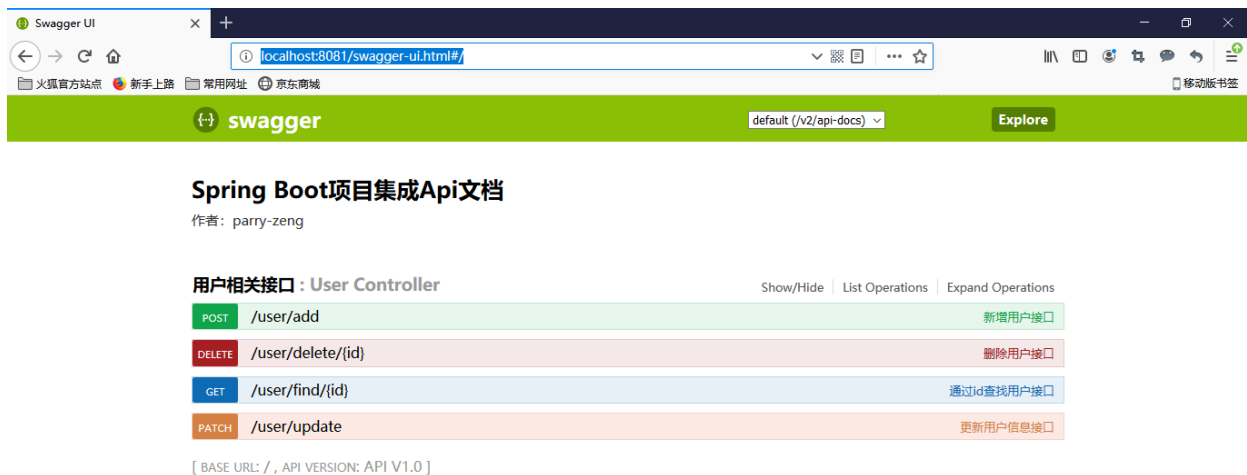 Swagger UI
localhost:8081/swagger-ui.html#/
火狐官方站点 新手上路 常用网址 京东商城 移动版书签
swagger default (/v2/api-docs) Explore
Spring Boot项目集成Api文档
作者：parry-zeng
用户相关接口 : User Controller Show/Hide List Operations Expand Operations
POST /user/add 新增用户接口
DELETE /user/delete/{id} 删除用户接口
GET /user/find/{id} 通过id查找用户接口
PATCH /user/update 更新用户信息接口
[ BASE URL: / , API VERSION: API V1.0 ]